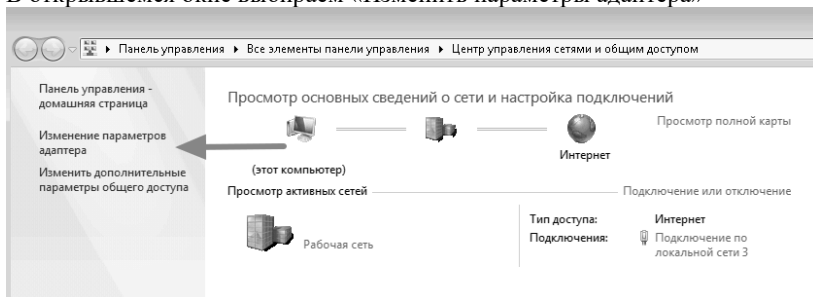 В открывшемся окне выбираем «Изменить параметры адаптера»
Панель управления ▸ Все элементы панели управления ▸ Центр управления сетями и общим доступом
Панель управления -
домашняя страница
Изменение параметров
адаптера
Изменить дополнительные
параметры общего доступа
Просмотр основных сведений о сети и настройка подключений
Просмотр полной карты
(этот компьютер)
Интернет
Просмотр активных сетей
Подключение или отключение
Рабочая сеть
Тип доступа: Интернет
Подключения: Подключение по
локальной сети 3